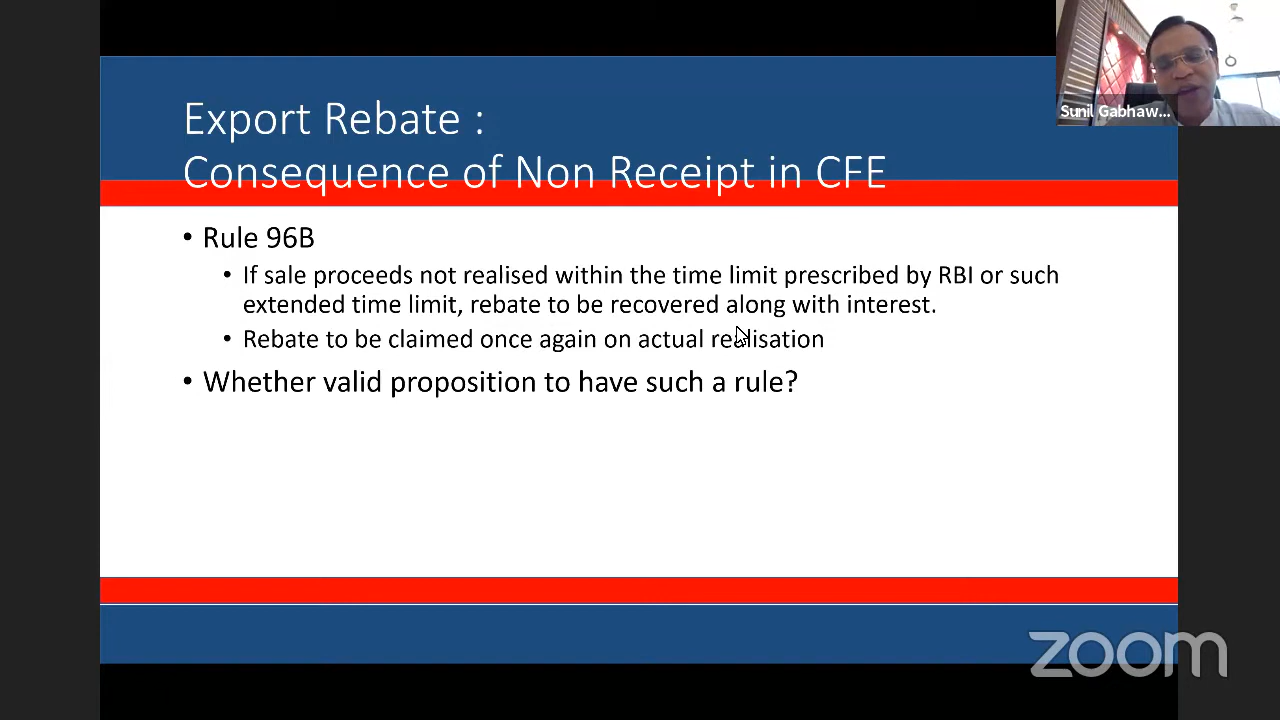 Export Rebate :
Consequence of Non Receipt in CFE
• Rule 96B
• If sale proceeds not realised within the time limit prescribed by RBI or such
extended time limit, rebate to be recovered along with interest.
• Rebate to be claimed once again on actual realisation
• Whether valid proposition to have such a rule?
Sunil Gabhaw...
zoom